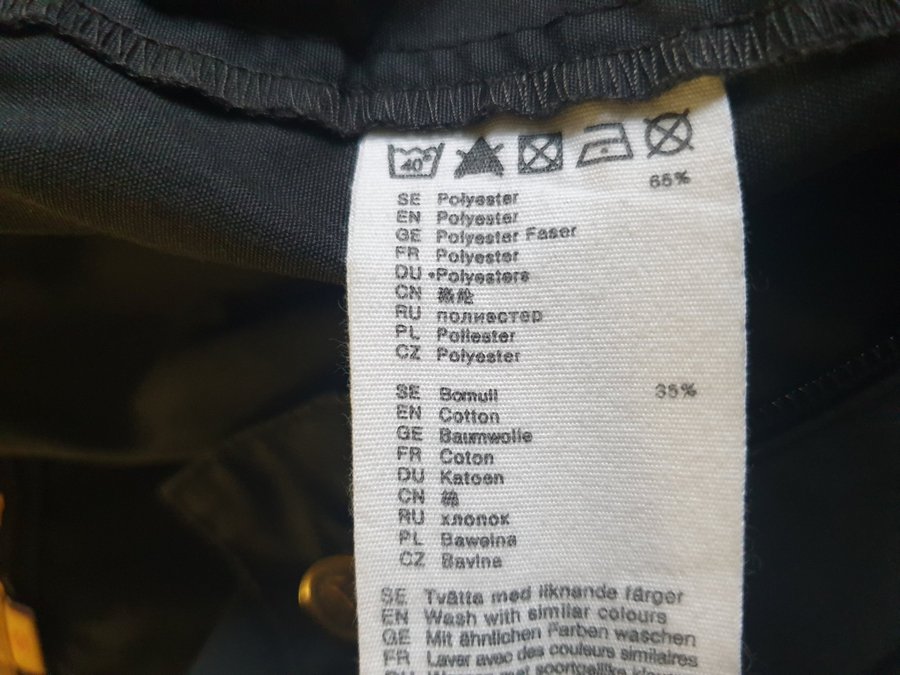 40°
65%
SE Polyester
EN Polyester
GE Polyester Faser
FR Polyester
DU •Polyesters
CN 涤纶
RU полиэстер
PL Poliester
CZ Polyester
SE Bomull 35%
EN Cotton
GE Baumwolle
FR Coton
DU Katoen
CN 棉
RU хлопок
PL Bawelna
CZ Bavlna
SE Tvätta med liknande färger
EN Wash with similar colours
GE Mit ähnlichen Farben waschen
FR Laver avec des couleurs similaires